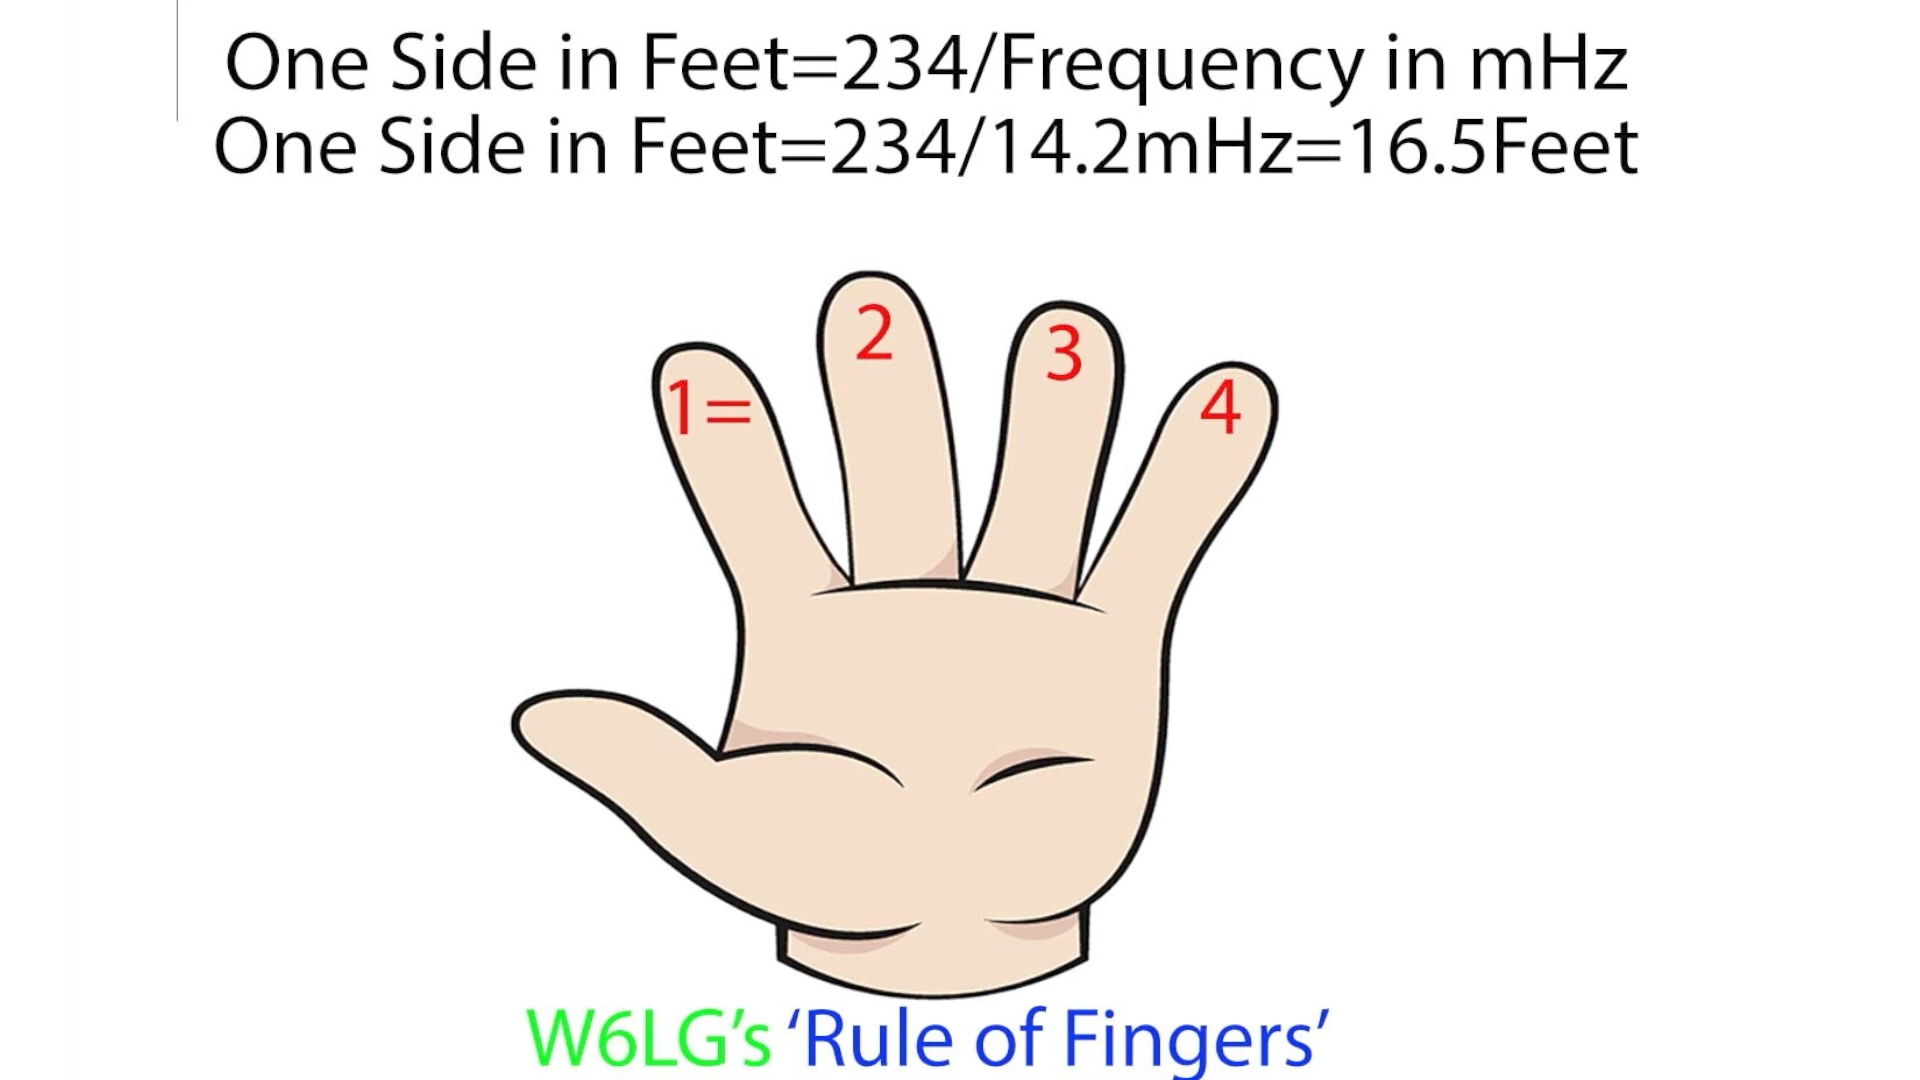 One Side in Feet=234/Frequency in mHz
One Side in Feet=234/14.2mHz=16.5Feet
1=
2
3
4
W6LG’s ‘Rule of Fingers’